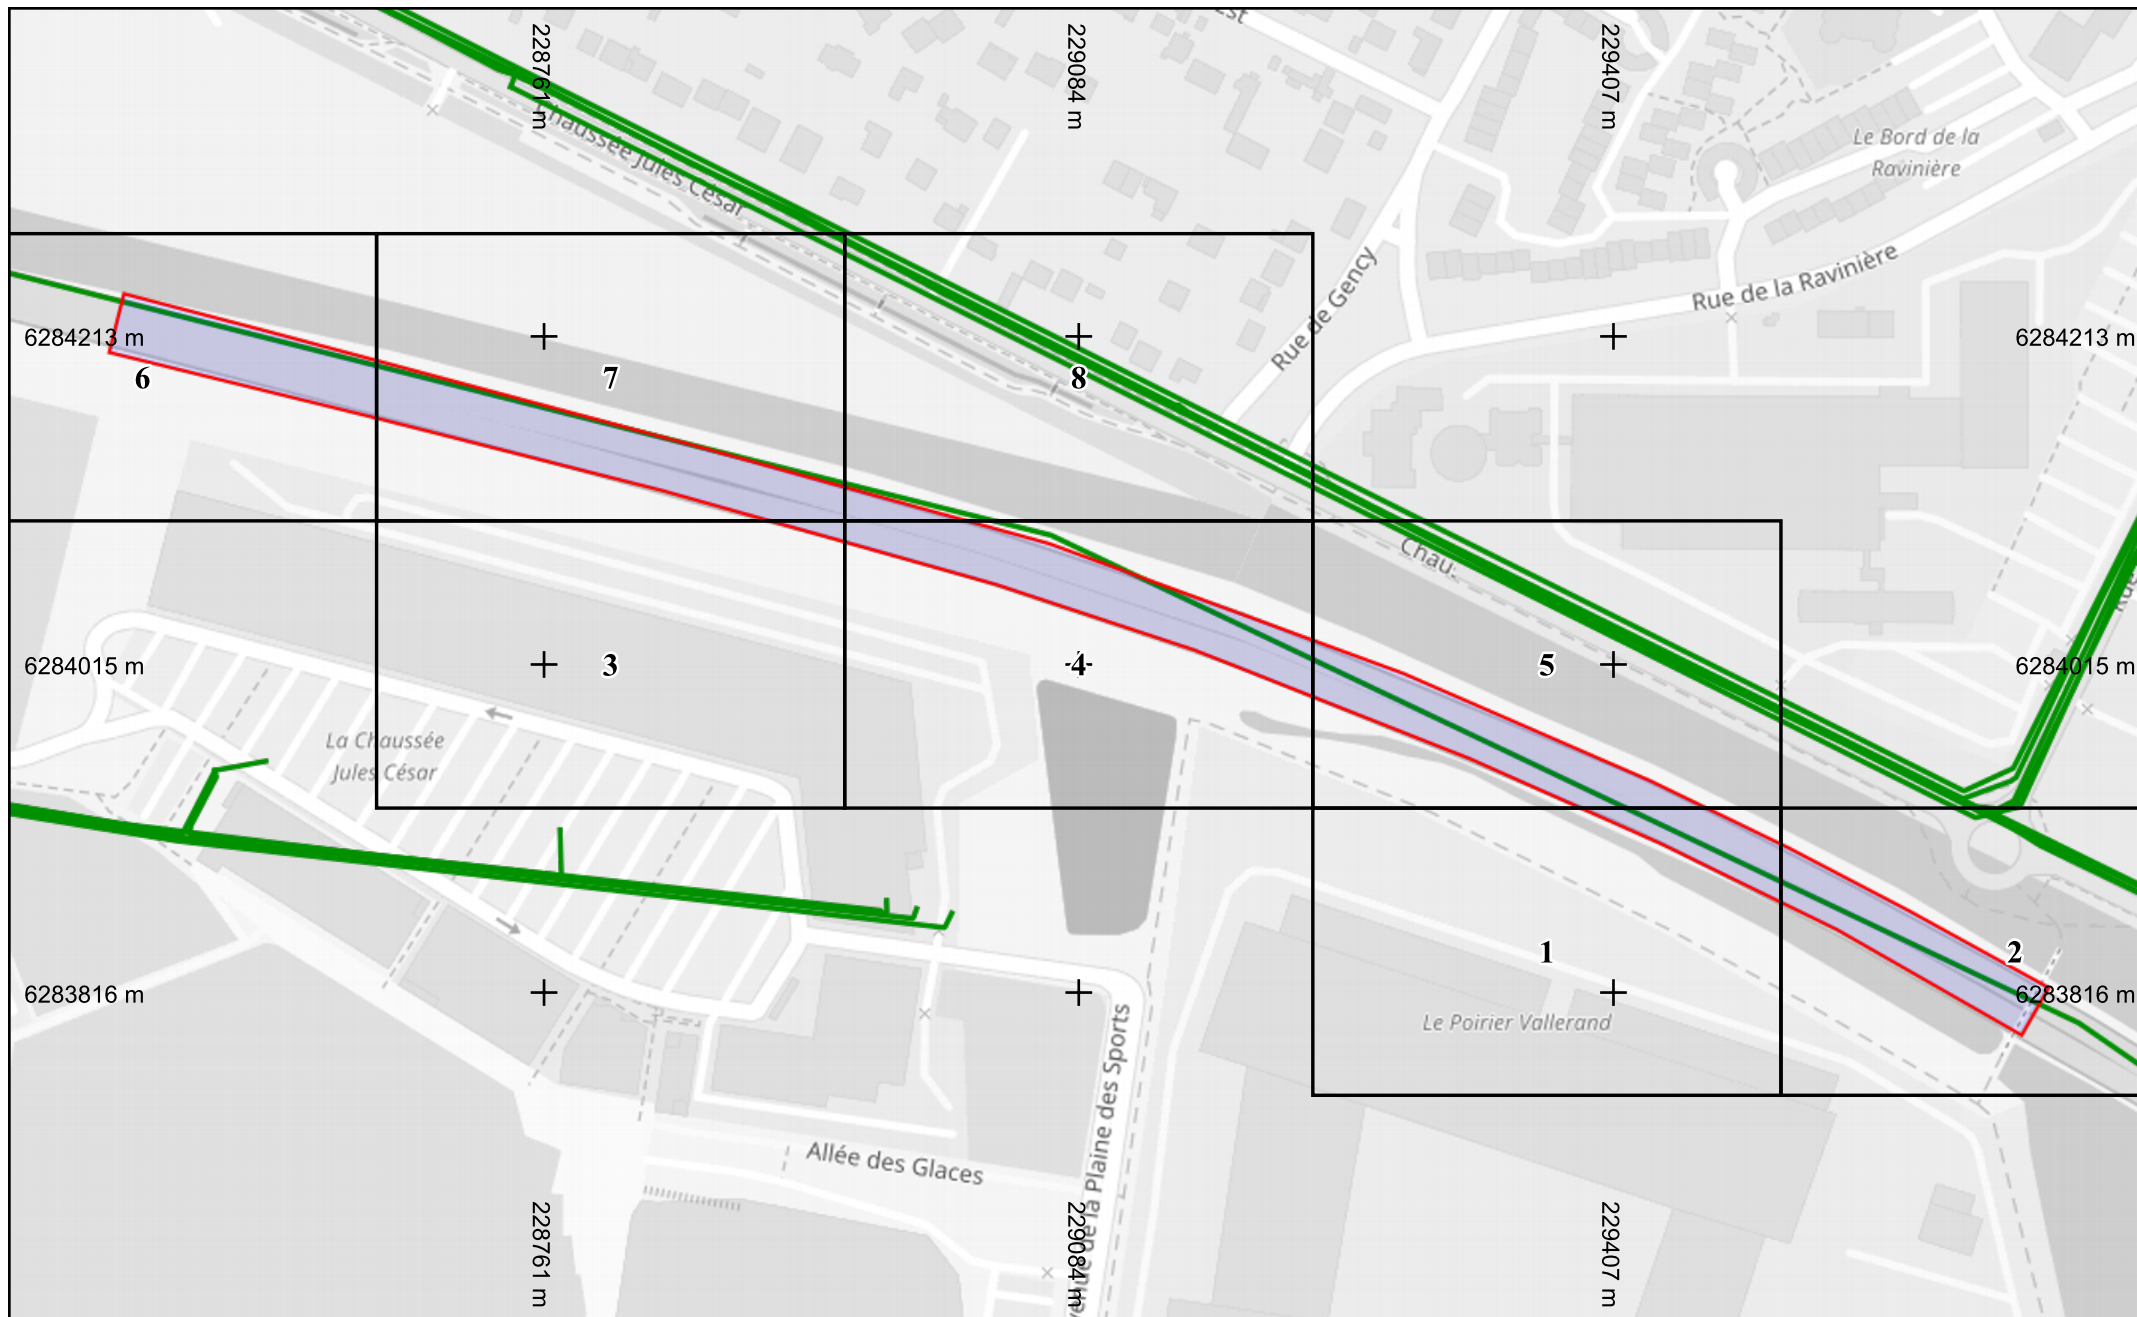 228761 m
229084 m
229407 m
Est
Chaussée Jules César
Le Bord de la
Ravinière
Rue de Gency
Rue de la Ravinière
6284213 m
6284213 m
6
7
8
Chau.
6284015 m
3
-4-
5
6284015 m
La Chaussée
Jules César
1
2
6283816 m
6283816 m
Le Poirier Vallerand
Avenue de la Plaine des Sports
Allée des Glaces
228761 m
229084 m
229407 m